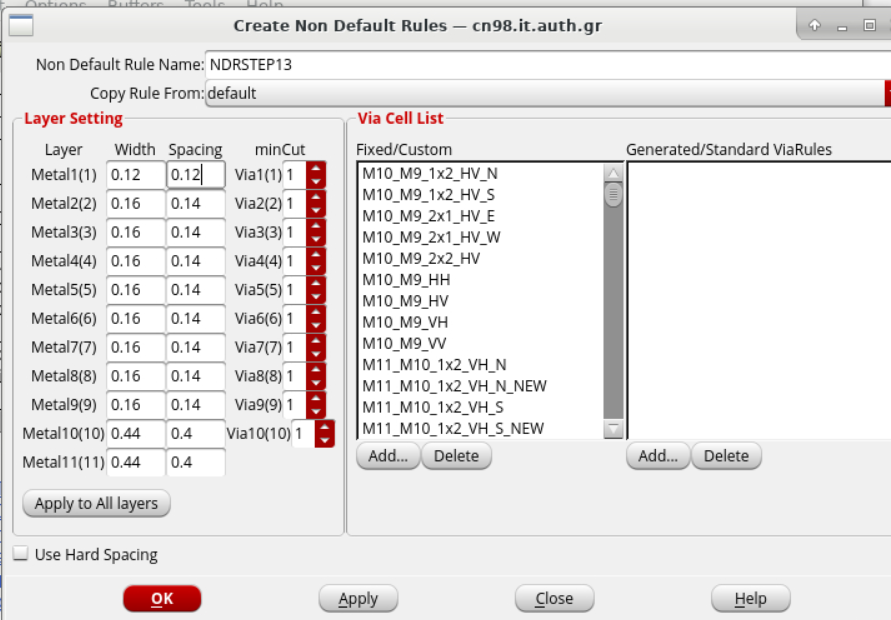 Options Buttors Tools Help
Create Non Default Rules — cn98.it.auth.gr
Non Default Rule Name: NDRSTEP13
Copy Rule From: default
Layer Setting
Layer Width Spacing minCut
Metal1(1) 0.12 0.12 Via1(1) 1
Metal2(2) 0.16 0.14 Via2(2) 1
Metal3(3) 0.16 0.14 Via3(3) 1
Metal4(4) 0.16 0.14 Via4(4) 1
Metal5(5) 0.16 0.14 Via5(5) 1
Metal6(6) 0.16 0.14 Via6(6) 1
Metal7(7) 0.16 0.14 Via7(7) 1
Metal8(8) 0.16 0.14 Via8(8) 1
Metal9(9) 0.16 0.14 Via9(9) 1
Metal10(10) 0.44 0.4 Via10(10) 1
Metal11(11) 0.44 0.4
Apply to All layers
Via Cell List
Fixed/Custom
M10_M9_1x2_HV_N
M10_M9_1x2_HV_S
M10_M9_2x1_HV_E
M10_M9_2x1_HV_W
M10_M9_2x2_HV
M10_M9_HH
M10_M9_HV
M10_M9_VH
M10_M9_VV
M11_M10_1x2_VH_N
M11_M10_1x2_VH_N_NEW
M11_M10_1x2_VH_S
M11_M10_1x2_VH_S_NEW
Add... Delete
Generated/Standard ViaRules
Add... Delete
Use Hard Spacing
OK Apply Close Help